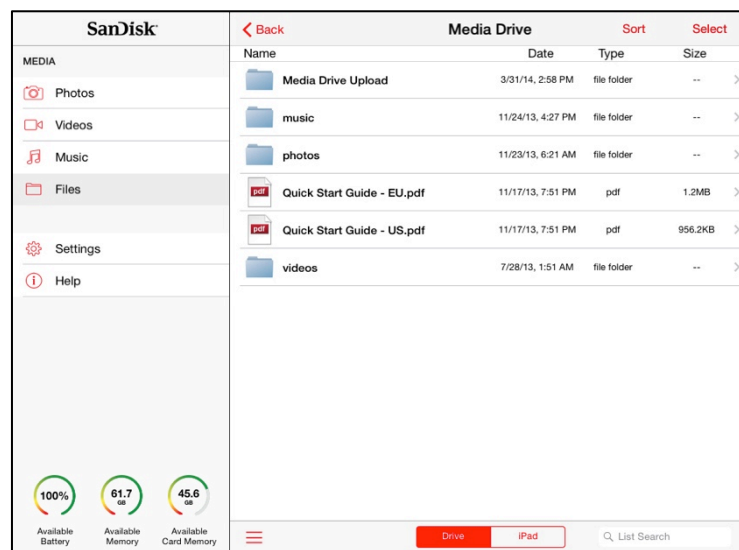 SanDisk
MEDIA
Photos
Videos
Music
Files
Settings
Help
100%
61.7
GB
45.6
GB
Available
Battery
Available
Memory
Available
Card Memory
Back Media Drive Sort Select
Name Date Type Size
Media Drive Upload 3/31/14, 2:58 PM file folder --
music 11/24/13, 4:27 PM file folder --
photos 11/23/13, 6:21 AM file folder --
pdf Quick Start Guide - EU.pdf 11/17/13, 7:51 PM pdf 1.2MB
pdf Quick Start Guide - US.pdf 11/17/13, 7:51 PM pdf 956.2KB
videos 7/28/13, 1:51 AM file folder --
Drive iPad List Search